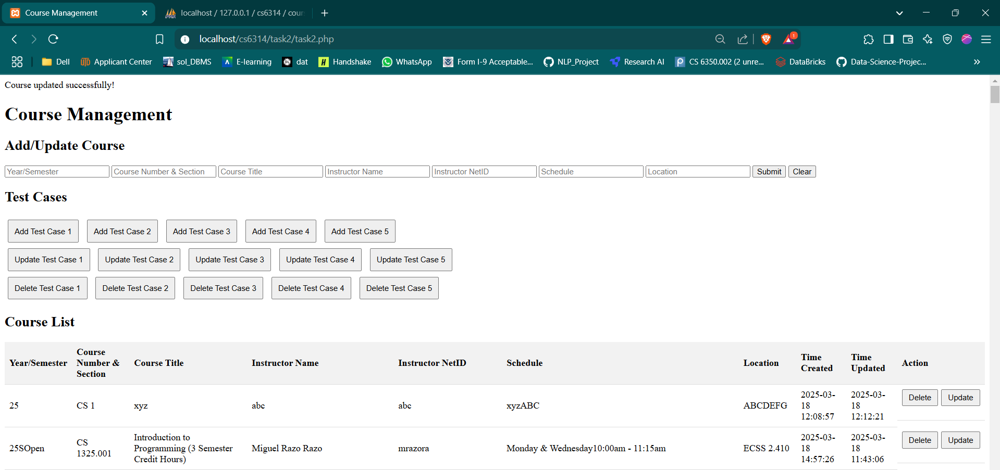 Course Management
localhost / 127.0.0.1 / cs6314 / cour
localhost/cs6314/task2/task2.php
1
Dell
Applicant Center
sol_DBMS
E-learning
dat
Handshake
WhatsApp
Form I-9 Acceptable...
NLP_Project
Research AI
CS 6350.002 (2 unre...
DataBricks
Data-Science-Projec...
Course updated successfully!
Course Management
Add/Update Course
Year/Semester Course Number & Section Course Title Instructor Name Instructor NetID Schedule Location Submit Clear
Test Cases
Add Test Case 1 Add Test Case 2 Add Test Case 3 Add Test Case 4 Add Test Case 5
Update Test Case 1 Update Test Case 2 Update Test Case 3 Update Test Case 4 Update Test Case 5
Delete Test Case 1 Delete Test Case 2 Delete Test Case 3 Delete Test Case 4 Delete Test Case 5
Course List
Year/Semester
Course
Number &
Section
Course Title
Instructor Name
Instructor NetID
Schedule
Location
Time
Created
Time
Updated
Action
25
CS 1
xyz
abc
abc
xyzABC
ABCDEFG
2025-03-
18
12:08:57
2025-03-
18
12:12:21
Delete Update
25SOpen
CS
1325.001
Introduction to
Programming (3 Semester
Credit Hours)
Miguel Razo Razo
mrazora
Monday & Wednesday10:00am - 11:15am
ECSS 2.410
2025-03-
18
14:57:26
2025-03-
18
11:43:06
Delete Update